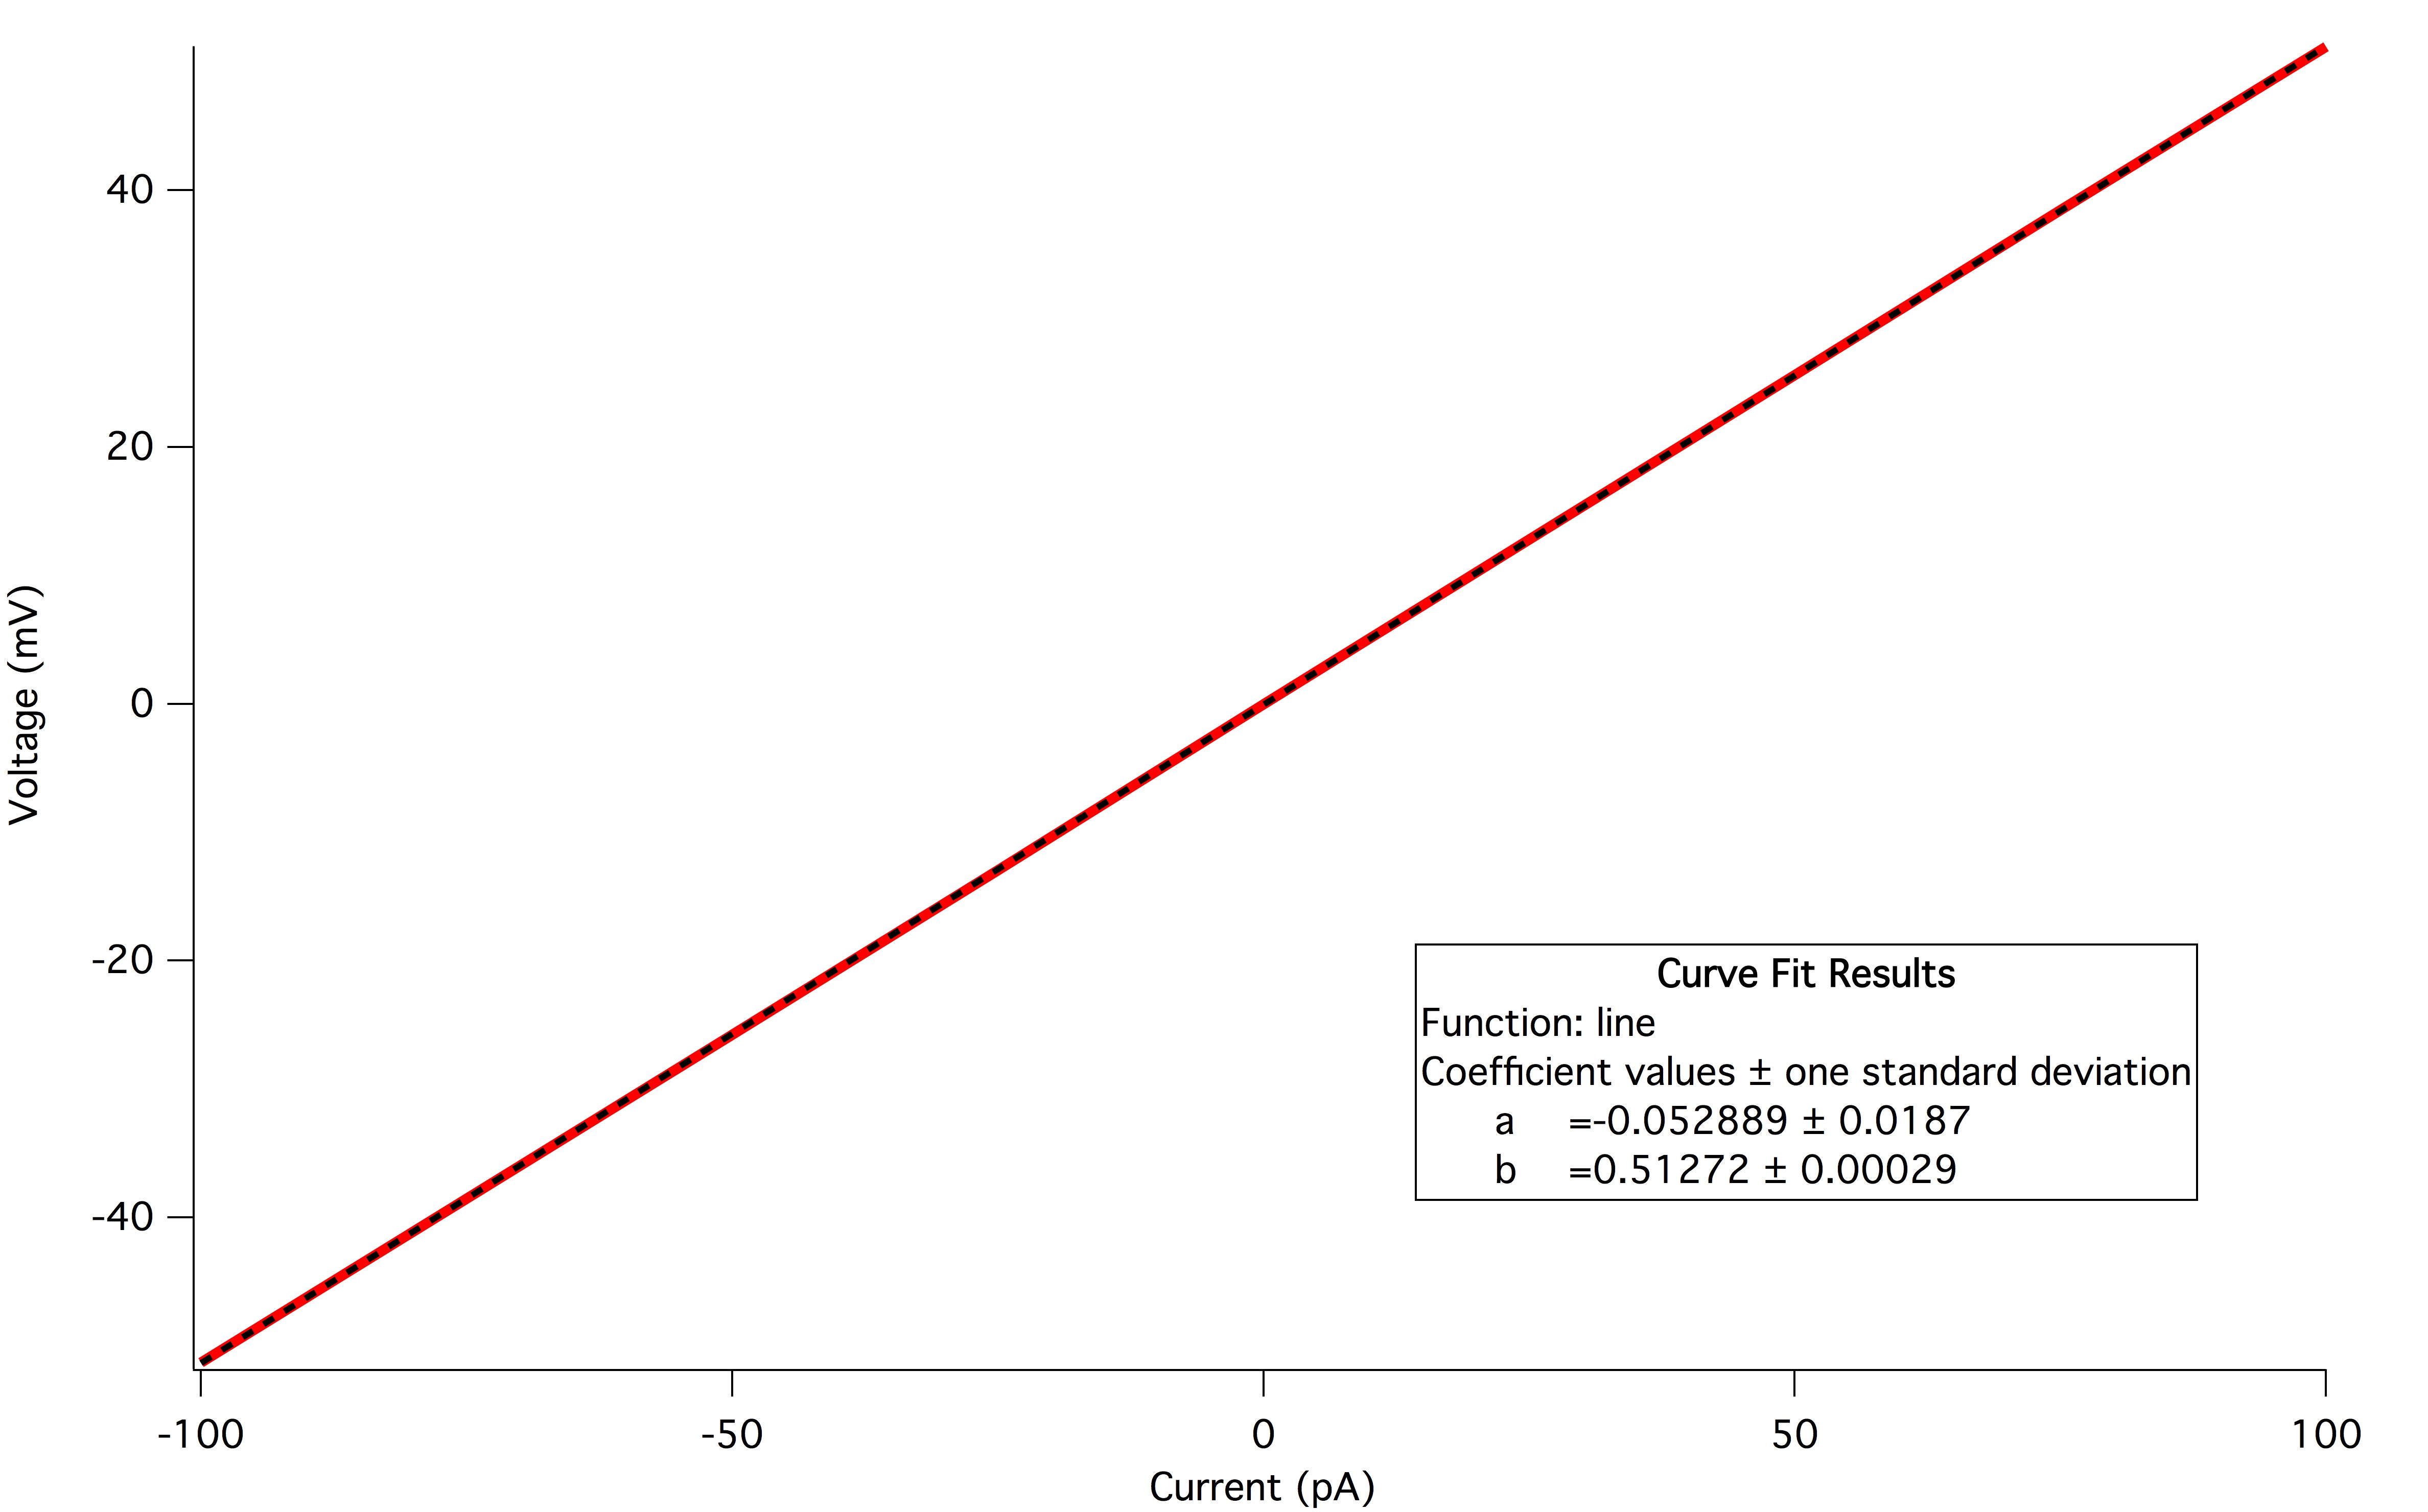 40
20
0
-20
-40
Voltage (mV)
Curve Fit Results
Function: line
Coefficient values ± one standard deviation
a =-0.052889 ± 0.0187
b =0.51272 ± 0.00029
-100 -50 0 50 100
Current (pA)